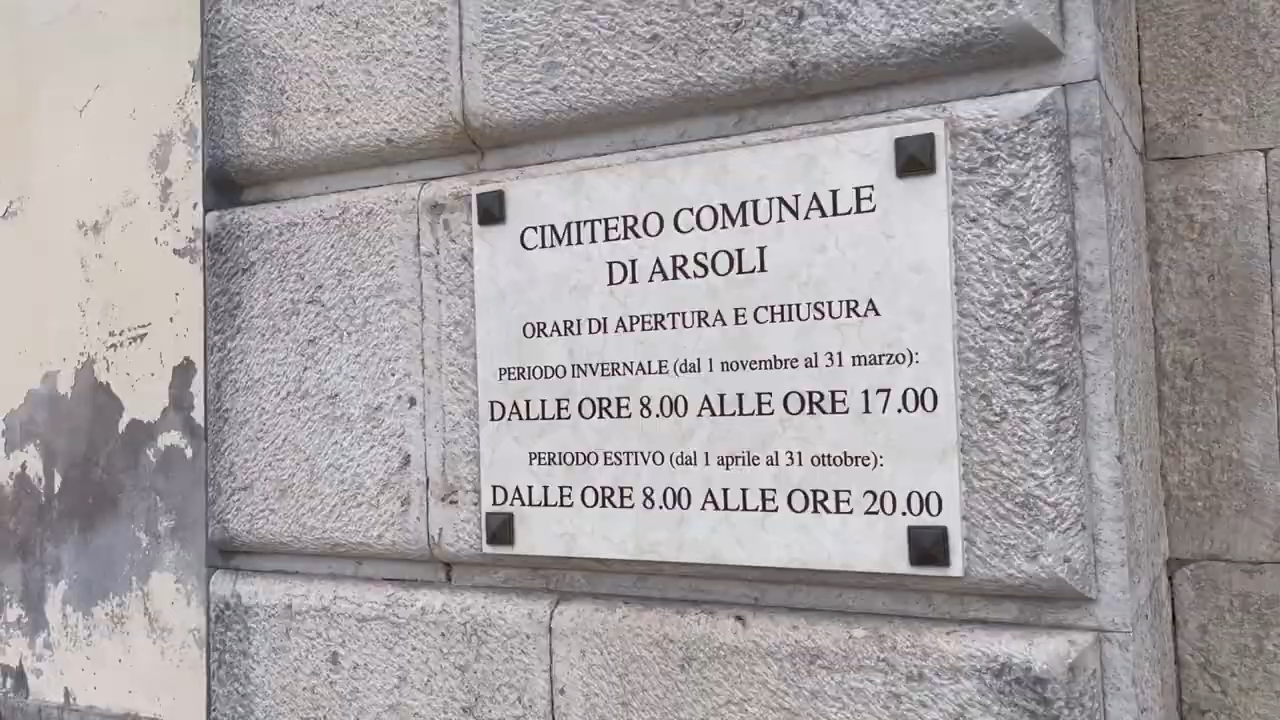 CIMITERO COMUNALE
DI ARSOLI
ORARI DI APERTURA E CHIUSURA
PERIODO INVERNALE (dal 1 novembre al 31 marzo):
DALLE ORE 8.00 ALLE ORE 17.00
PERIODO ESTIVO (dal 1 aprile al 31 ottobre):
DALLE ORE 8.00 ALLE ORE 20.00